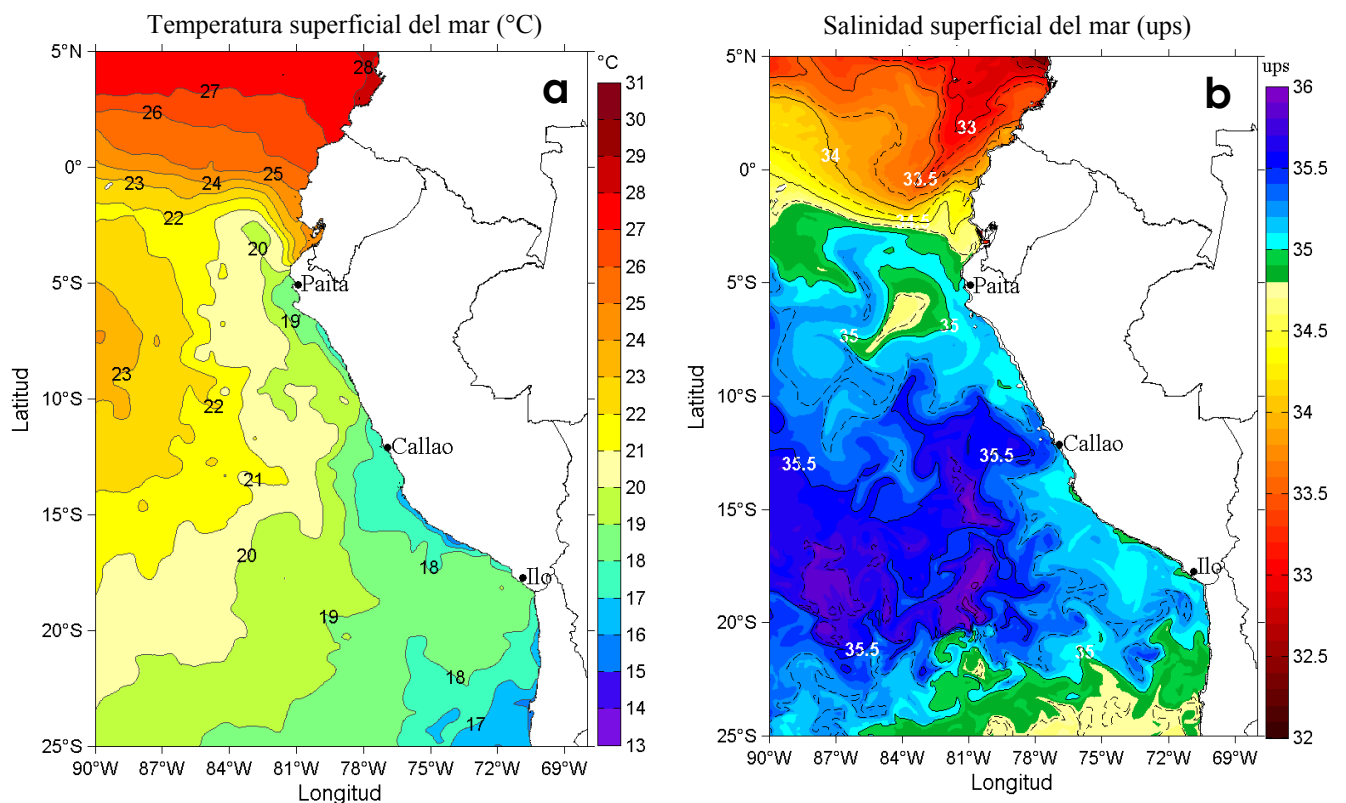 Temperatura superficial del mar (°C)
5°N
0°
5°S
10°S
15°S
20°S
25°S
Latitud
90°W 87°W 84°W 81°W 78°W 75°W 72°W 69°W
Longitud
a
28
27
26
25
24
23
22
20
Paita
19
23
22
Callao
21
20
18
Ilo
19
18
17
°C
31
30
29
28
27
26
25
24
23
22
21
20
19
18
17
16
15
14
13
Salinidad superficial del mar (ups)
5°N
0°
5°S
10°S
15°S
20°S
25°S
Latitud
90°W 87°W 84°W 81°W 78°W 75°W 72°W 69°W
Longitud
b
33
34
33.5
Paita
35
35
Callao
35.5
35.5
Ilo
35.5
35
ups
36
35.5
35
34.5
34
33.5
33
32.5
32